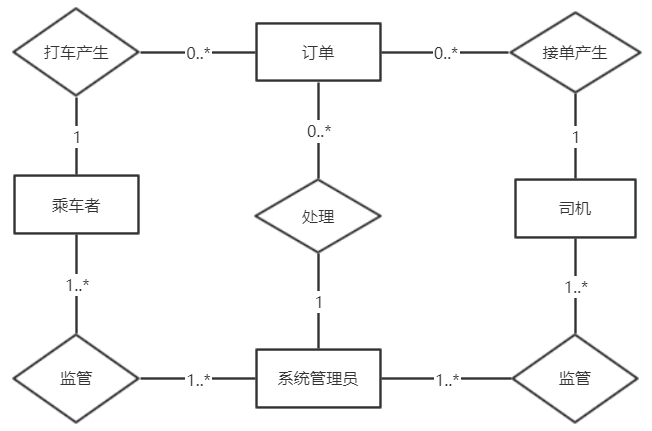 打车产生
0..*
订单
0..*
接单产生
1
0..*
1
乘车者
处理
司机
1..*
1
1..*
监管
1..*
系统管理员
1..*
监管